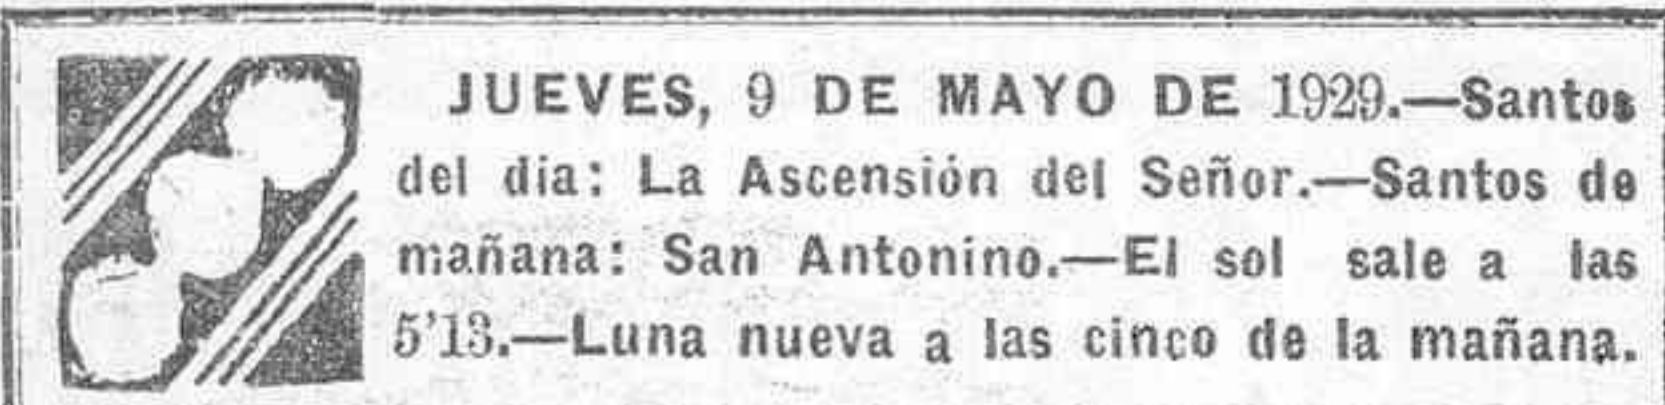 JUEVES, 9 DE MAYO DE 1929.—Santos
del dia: La Ascensión del Señor.—Santos de
mañana: San Antonino.—El sol sale a las
5'13.—Luna nueva a las cinco de la mañana.